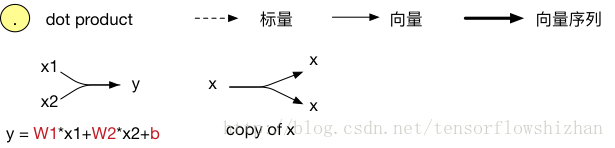 . dot product 标量 向量 向量序列
x1
x2
y
x
x
x
y = W1*x1+W2*x2+b
copy of x
http://blog.csdn.net/tensorflowshizhan